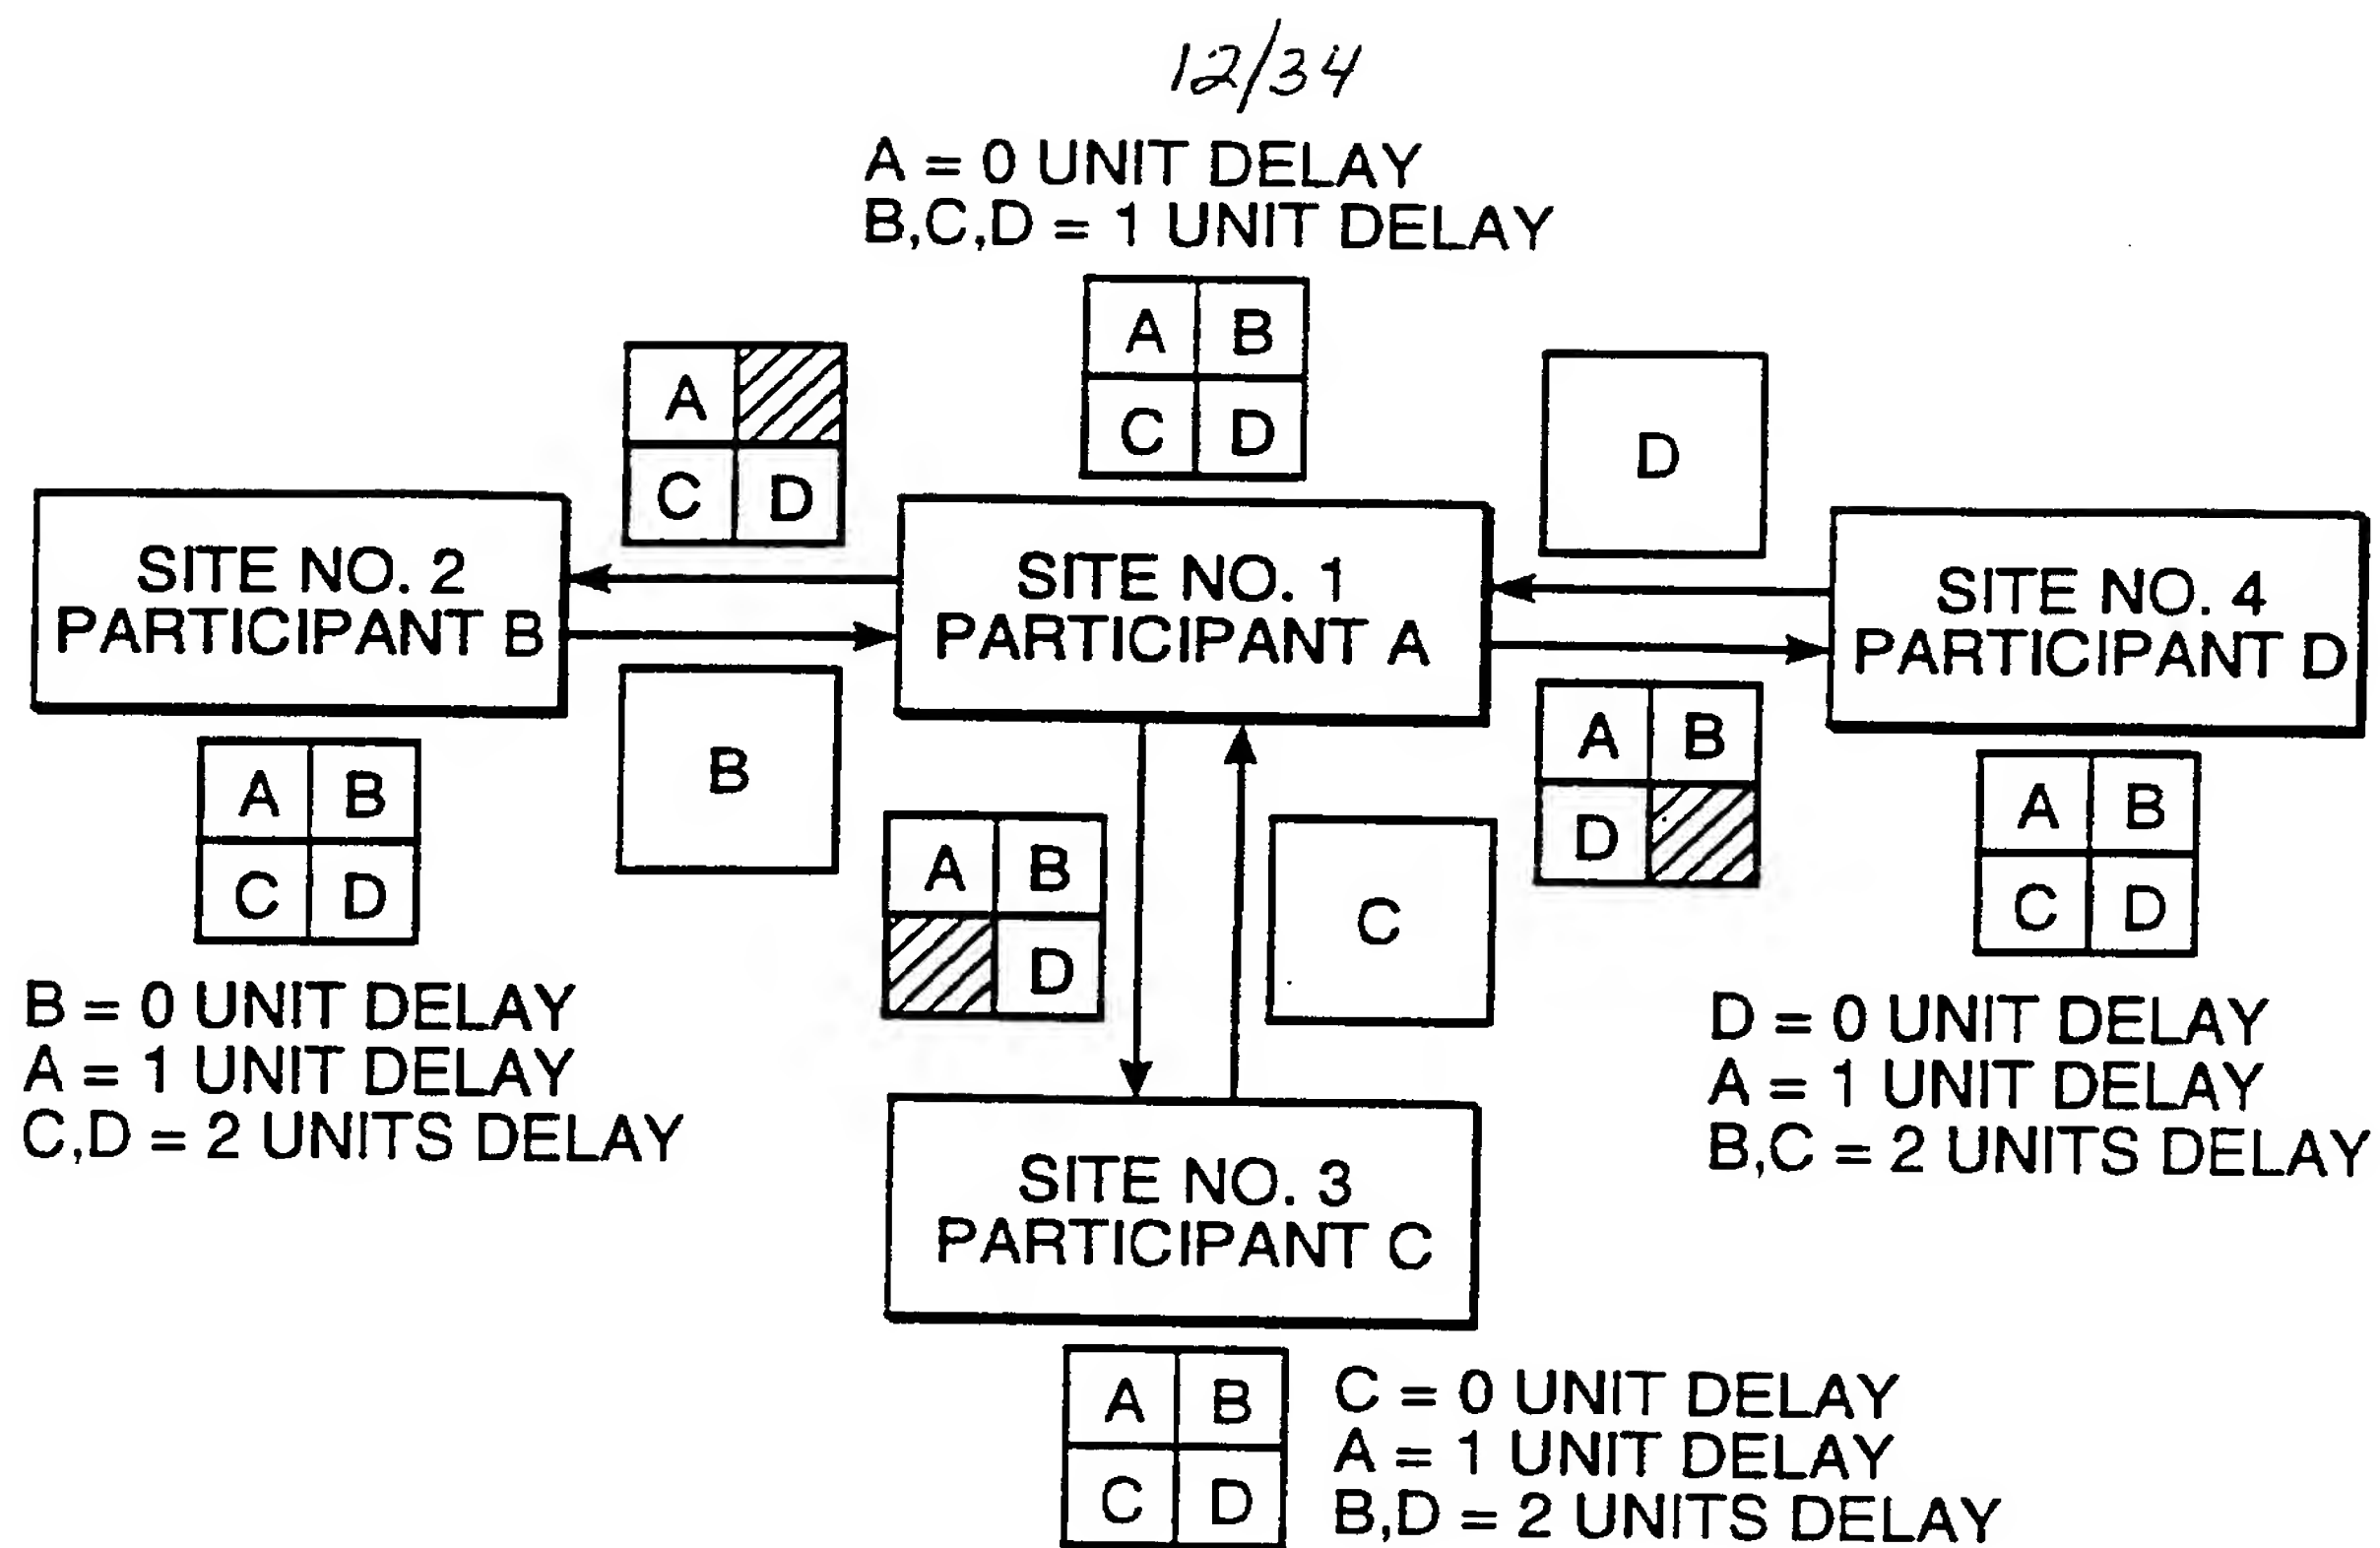 12/34
A = 0 UNIT DELAY
B,C,D = 1 UNIT DELAY
A B
C D
A
C D
D
SITE NO. 2
PARTICIPANT B
SITE NO. 1
PARTICIPANT A
SITE NO. 4
PARTICIPANT D
A B
C D
B
A B
D
C
A B
D
A B
C D
B = 0 UNIT DELAY
A = 1 UNIT DELAY
C,D = 2 UNITS DELAY
D = 0 UNIT DELAY
A = 1 UNIT DELAY
B,C = 2 UNITS DELAY
SITE NO. 3
PARTICIPANT C
A B
C D
C = 0 UNIT DELAY
A = 1 UNIT DELAY
B,D = 2 UNITS DELAY